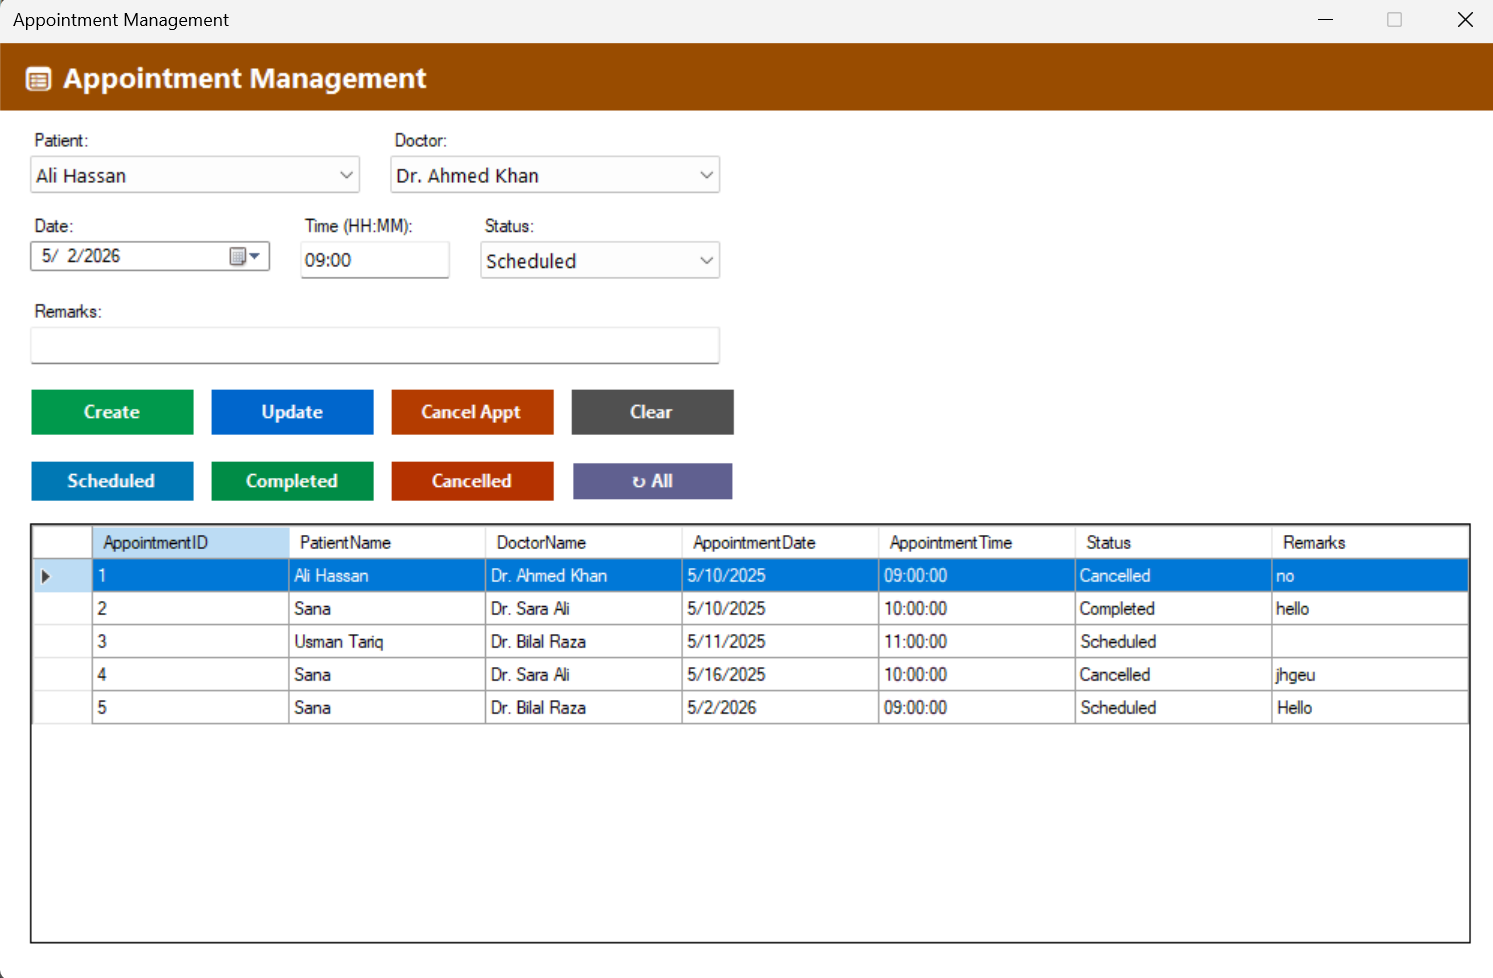 Appointment Management
Appointment Management
Patient: Doctor:
Ali Hassan Dr. Ahmed Khan
Date: Time (HH:MM): Status:
5/ 2/2026 09:00 Scheduled
Remarks:
Create Update Cancel Appt Clear
Scheduled Completed Cancelled ↻ All
AppointmentID PatientName DoctorName AppointmentDate AppointmentTime Status Remarks
1 Ali Hassan Dr. Ahmed Khan 5/10/2025 09:00:00 Cancelled no
2 Sana Dr. Sara Ali 5/10/2025 10:00:00 Completed hello
3 Usman Tariq Dr. Bilal Raza 5/11/2025 11:00:00 Scheduled
4 Sana Dr. Sara Ali 5/16/2025 10:00:00 Cancelled jhgeu
5 Sana Dr. Bilal Raza 5/2/2026 09:00:00 Scheduled Hello